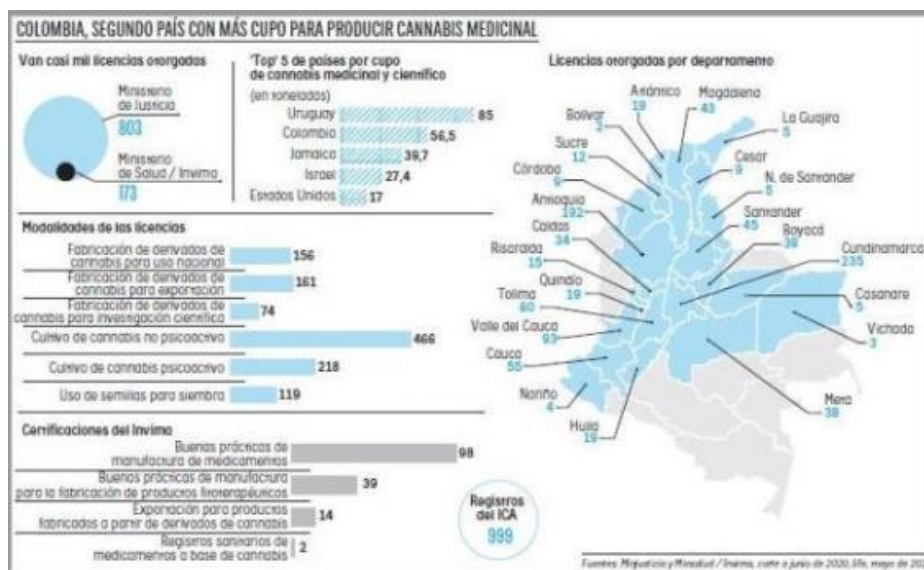 COLOMBIA, SEGUNDO PAÍS CON MÁS CUPO PARA PRODUCIR CANNABIS MEDICINAL
Van casi mil licencias otorgadas
Ministerio
de Justicia
803
Ministerio
de Salud / Invima
173
'Top' 5 de países por cupo
de cannabis medicinal y científico
(en toneladas)
Uruguay 85
Colombia 56,5
Jamaica 39,7
Israel 27,4
Estados Unidos 17
Modalidades de las licencias
Fabricación de derivados de
cannabis para uso nacional 156
Fabricación de derivados de
cannabis para exportación 161
Fabricación de derivados de
cannabis para investigación científica 74
Cultivo de cannabis no psicoactivo 466
Cultivo de cannabis psicoactivo 218
Uso de semillas para siembra 119
Certificaciones del Invima
Buenas prácticas de
manufactura de medicamentos 98
Buenas prácticas de manufactura
para la fabricación de productos fitoterapéuticos 39
Exportación para productos
fabricados a partir de derivados de cannabis 14
Registros sanitarios de
medicamentos a base de cannabis 2
Registros
del ICA
999
Licencias otorgadas por departamento
Atlántico
19
Magdalena
43
Bolívar
La Guajira
5
Sucre
12
Cesar
9
Córdoba
9
N. de Santander
5
Antioquia
192
Santander
45
Caldas
34
Boyacá
Cundinamarca
235
Risaralda
15
Quindío
19
Casanare
5
Tolima
60
Vichada
3
Valle del Cauca
93
Cauca
55
Nariño
4
Meta
38
Huila
19
Fuentes: Minjusticia y Minsalud / Invima, corte a junio de 2020, mayo de